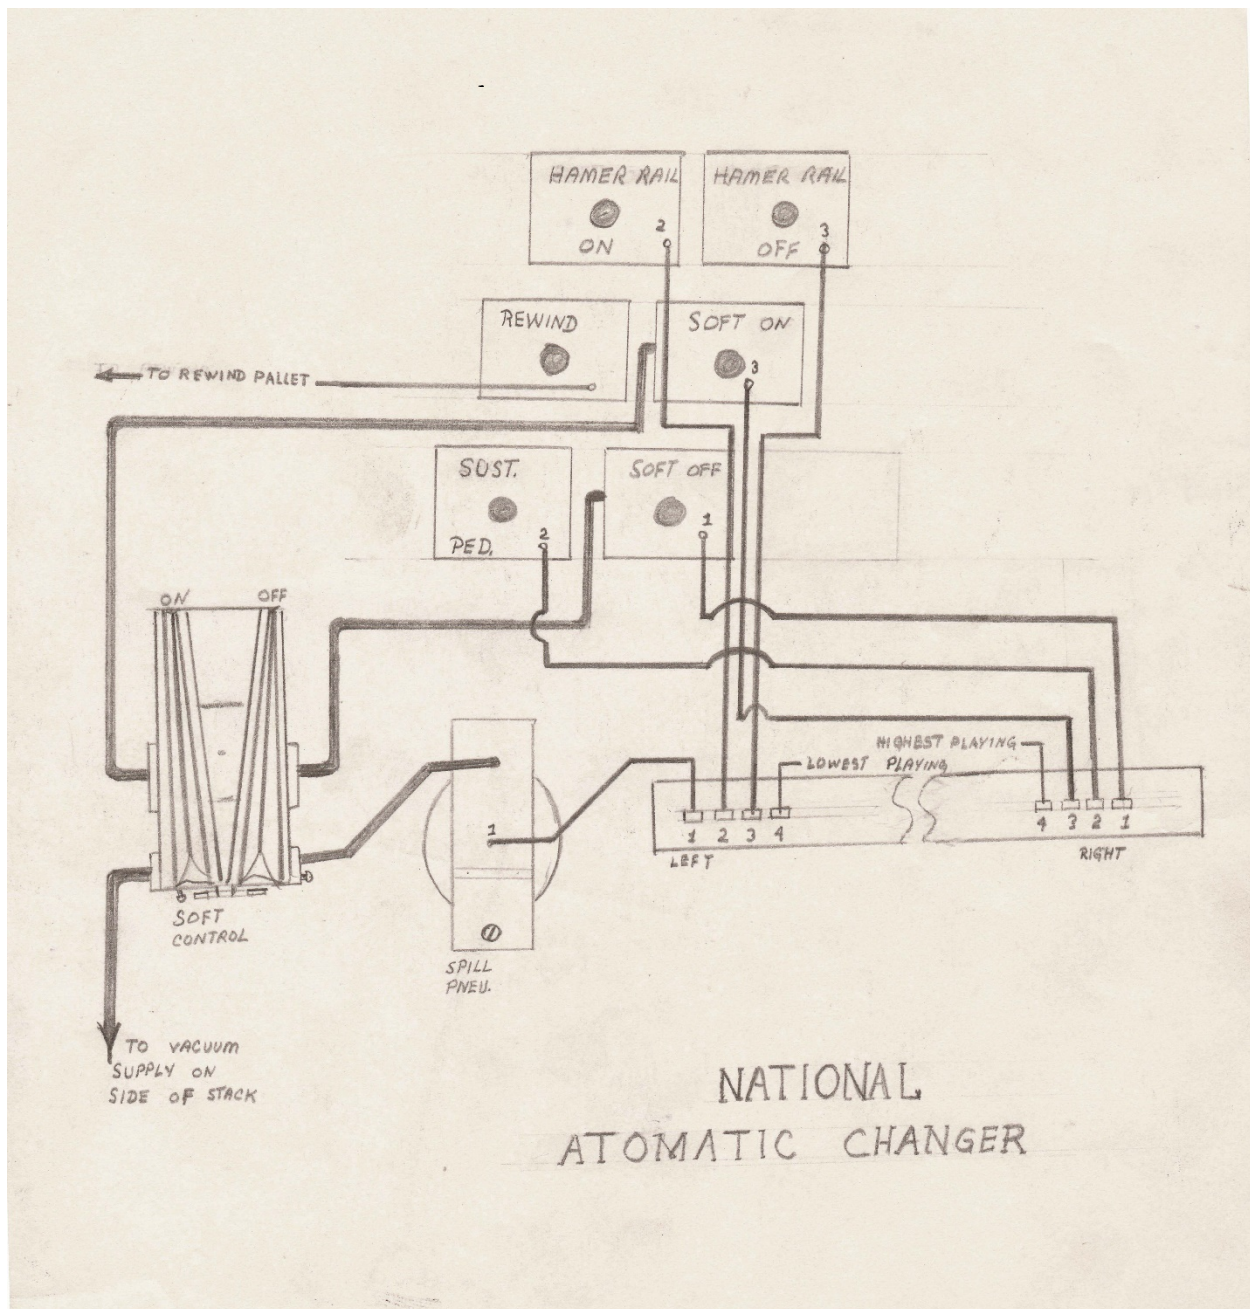 HAMER RAIL
2
ON
HAMER RAIL
3
OFF
REWIND
SOFT ON
3
TO REWIND PALLET
SUST.
2
PED.
SOFT OFF
1
ON
OFF
HIGHEST PLAYING
LOWEST PLAYING
1
1 2 3 4
4 3 2 1
LEFT
RIGHT
SOFT
CONTROL
SPILL
PNEU.
TO VACUUM
SUPPLY ON
SIDE OF STACK
NATIONAL
ATOMATIC CHANGER